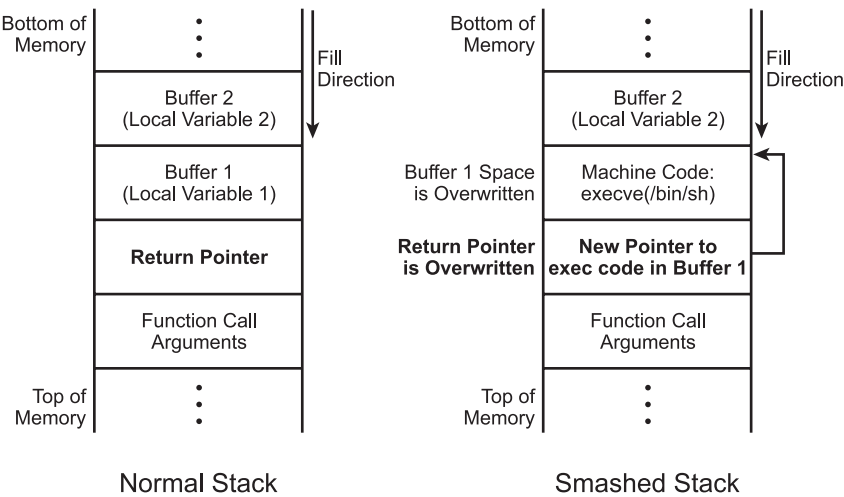 Bottom of
Memory
Fill
Direction
Buffer 2
(Local Variable 2)
Buffer 1
(Local Variable 1)
Return Pointer
Function Call
Arguments
Top of
Memory
Normal Stack
Bottom of
Memory
Fill
Direction
Buffer 2
(Local Variable 2)
Buffer 1 Space
is Overwritten
Machine Code:
execve(/bin/sh)
Return Pointer
is Overwritten
New Pointer to
exec code in Buffer 1
Function Call
Arguments
Top of
Memory
Smashed Stack